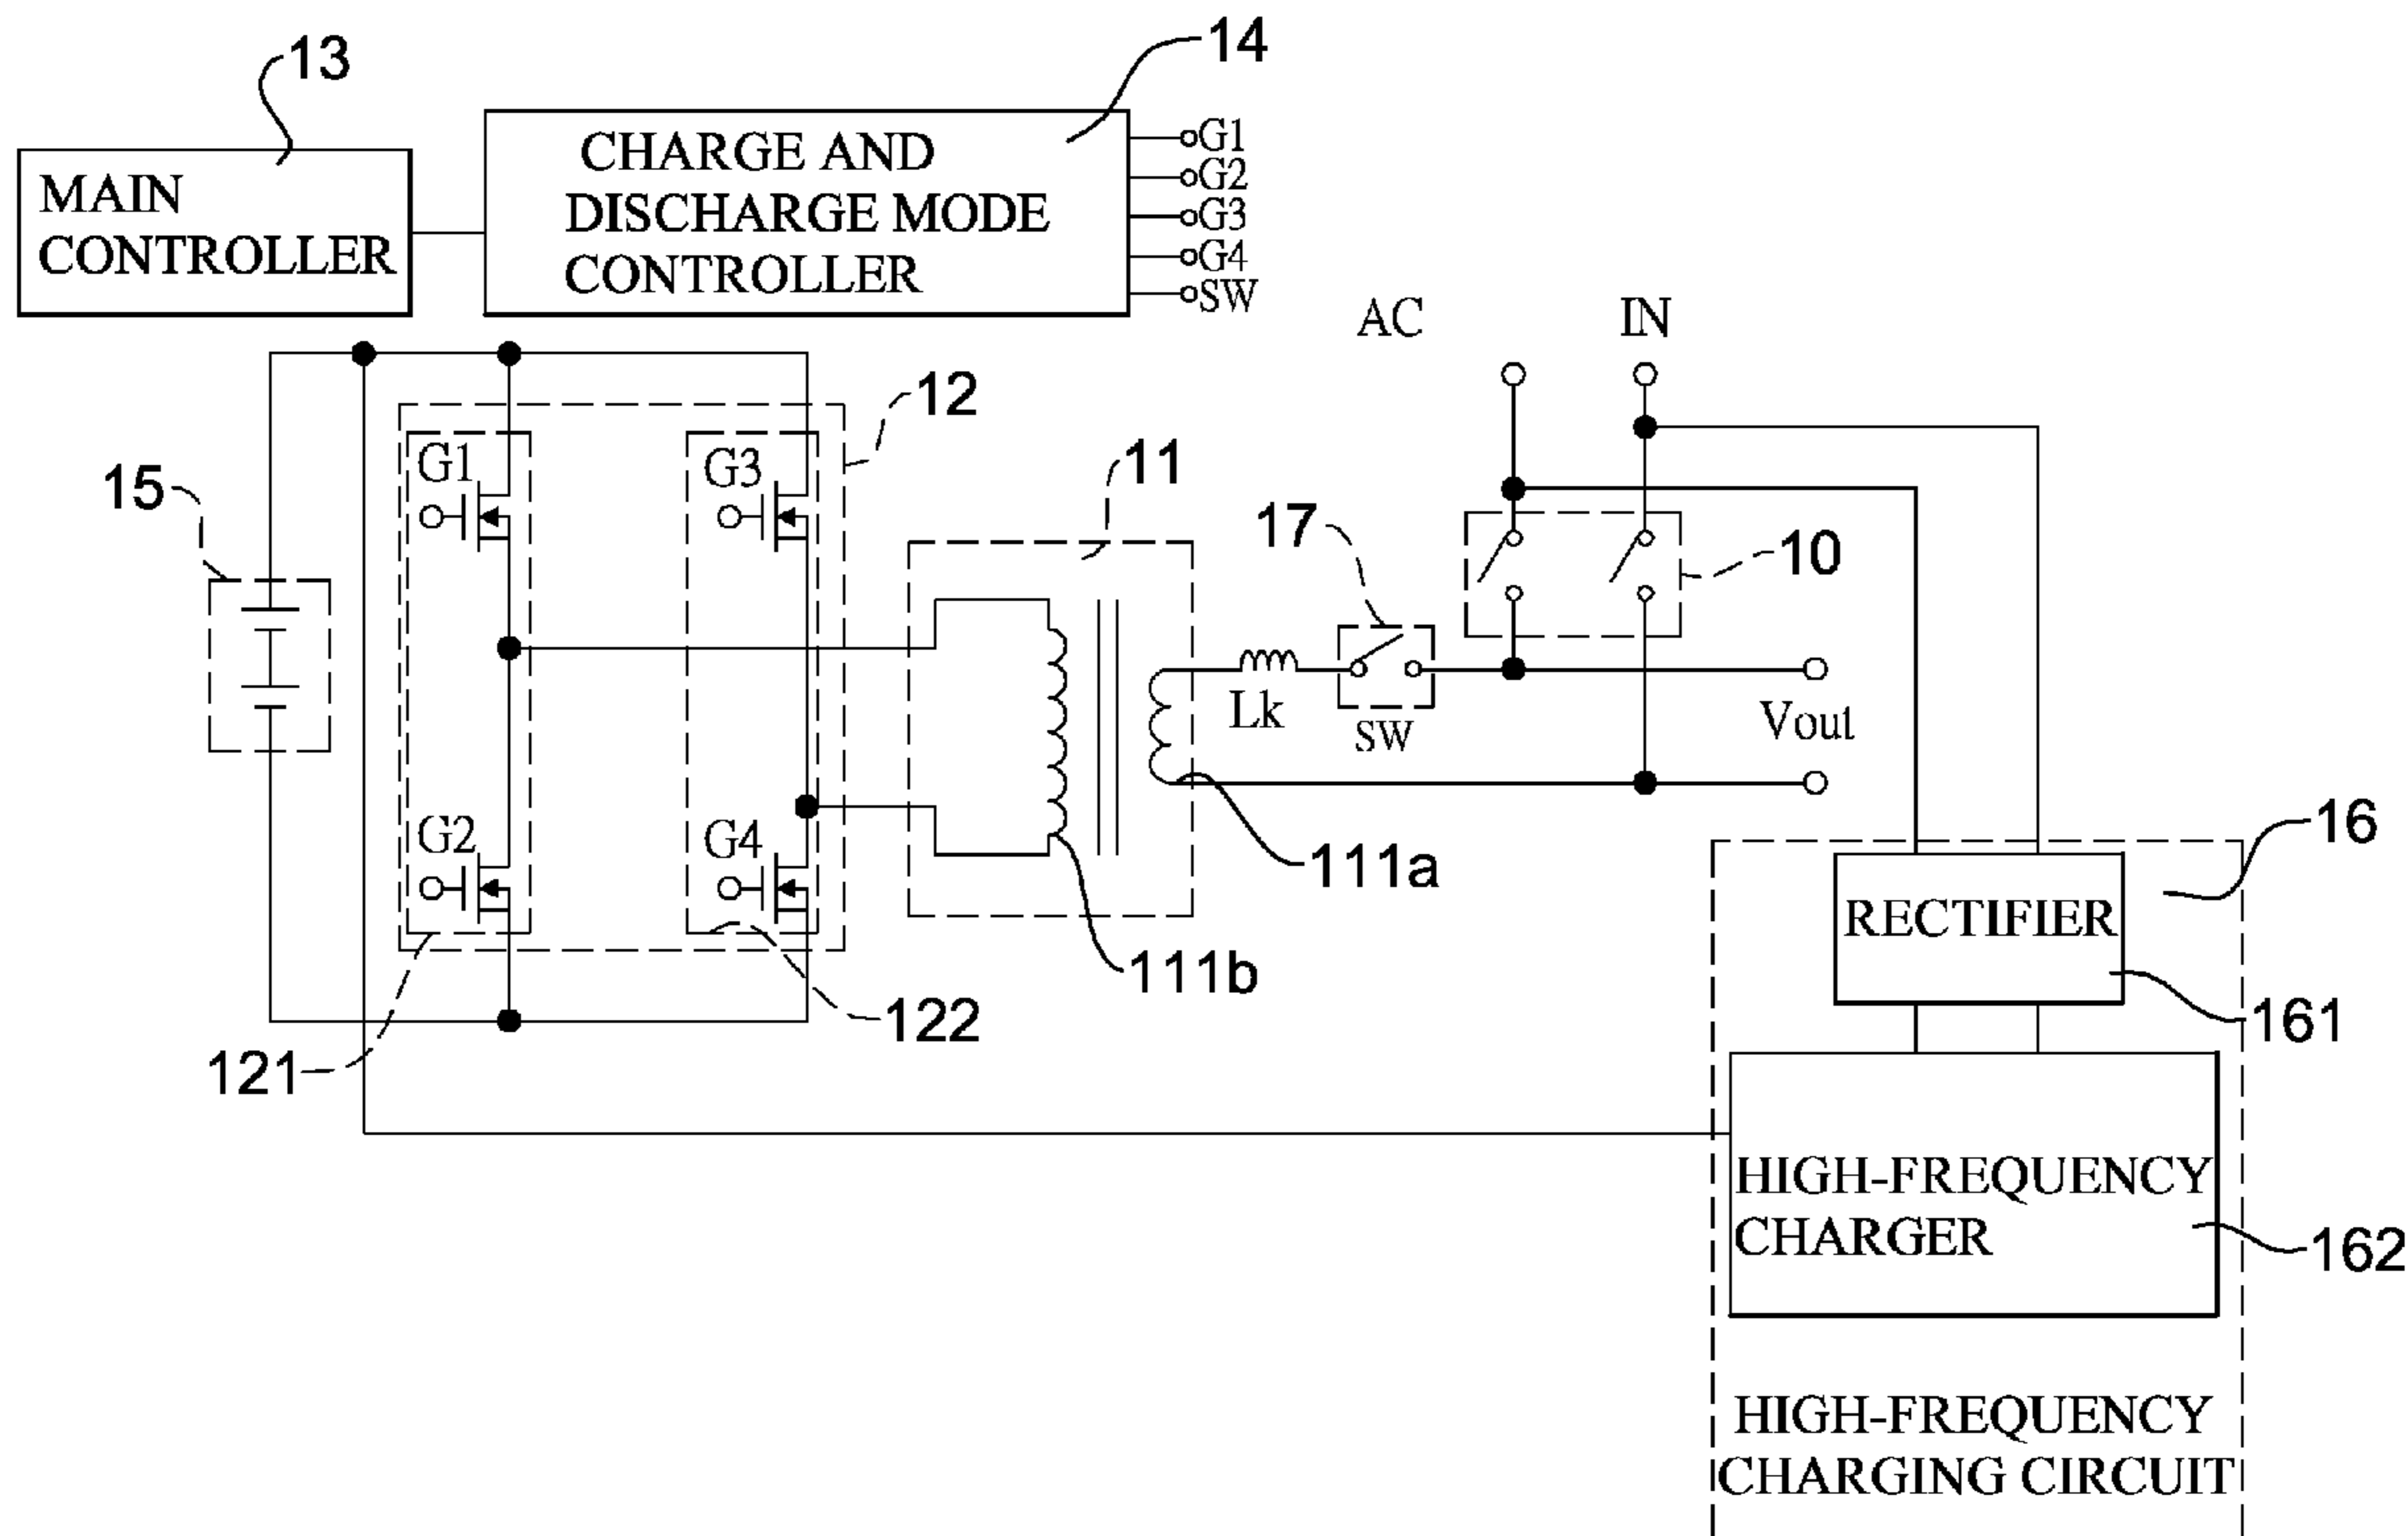 13
14
MAIN
CONTROLLER
CHARGE AND
DISCHARGE MODE
CONTROLLER
G1
G2
G3
G4
SW
AC
IN
12
G1
G3
11
15
17
10
Lk
SW
Vout
G2
G4
111a
16
RECTIFIER
111b
122
161
121
HIGH-FREQUENCY
CHARGER
162
HIGH-FREQUENCY
CHARGING CIRCUIT